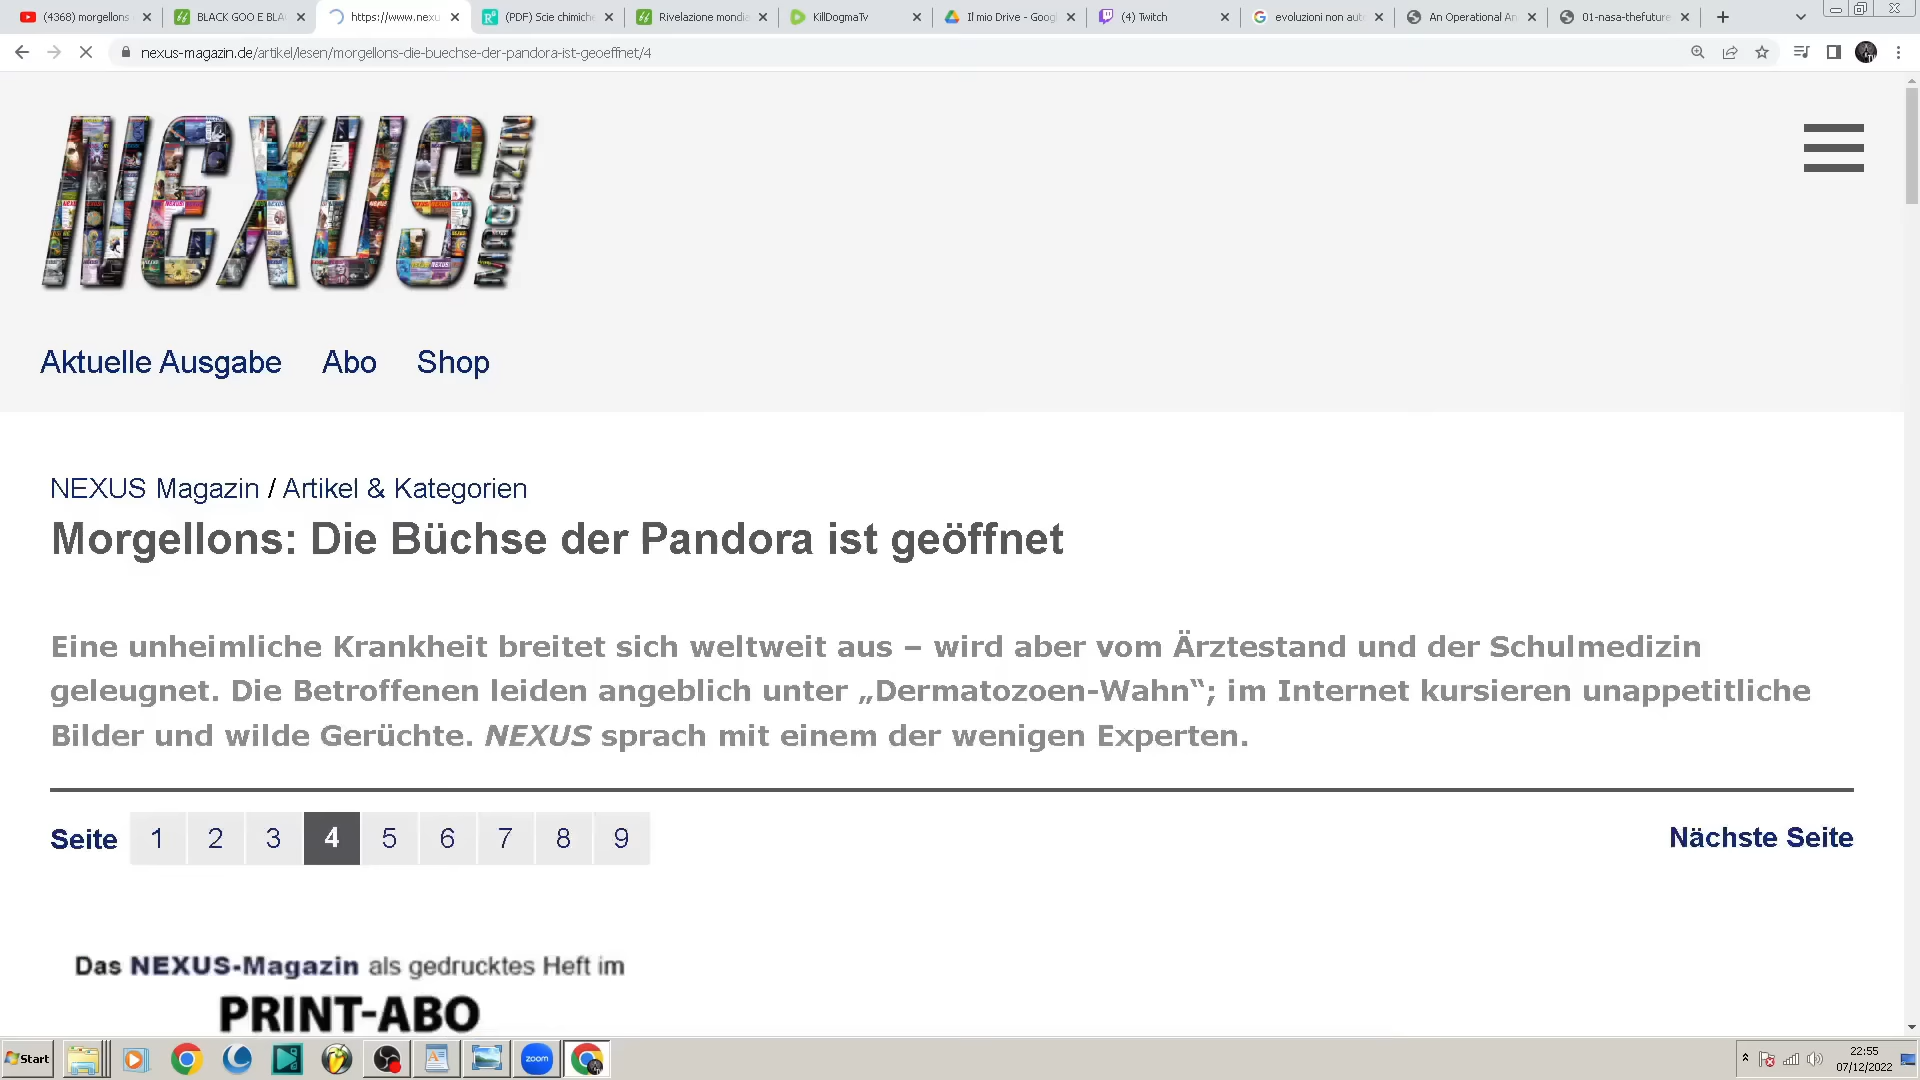 (4368) morgellons
BLACK GOO E BLA
https://www.nexu
(PDF) Scie chimiche
Rivelazione mondia
KillDogmaTv
Il mio Drive - Googl
(4) Twitch
evoluzioni non aut
An Operational An
01-nasa-thefuture
nexus-magazin.de/artikel/lesen/morgellons-die-buechse-der-pandora-ist-geoeffnet/4
NEXUS MAGAZIN
Aktuelle Ausgabe Abo Shop
NEXUS Magazin / Artikel & Kategorien
Morgellons: Die Büchse der Pandora ist geöffnet
Eine unheimliche Krankheit breitet sich weltweit aus – wird aber vom Ärztestand und der Schulmedizin
geleugnet. Die Betroffenen leiden angeblich unter „Dermatozoen-Wahn“; im Internet kursieren unappetitliche
Bilder und wilde Gerüchte. NEXUS sprach mit einem der wenigen Experten.
Seite 1 2 3 4 5 6 7 8 9 Nächste Seite
Das NEXUS-Magazin als gedrucktes Heft im
PRINT-ABO
Start
zoom
22:55
07/12/2022